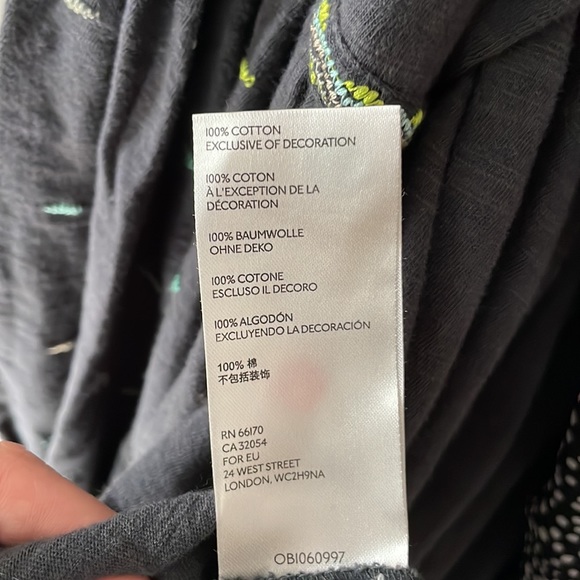 100% COTTON
EXCLUSIVE OF DECORATION
100% COTON
À L'EXCEPTION DE LA
DÉCORATION
100% BAUMWOLLE
OHNE DEKO
100% COTONE
ESCLUSO IL DECORO
100% ALGODÓN
EXCLUYENDO LA DECORACIÓN
100% 棉
不包括装饰
RN 66170
CA 32054
FOR EU
24 WEST STREET
LONDON, WC2H9NA
OB1060997